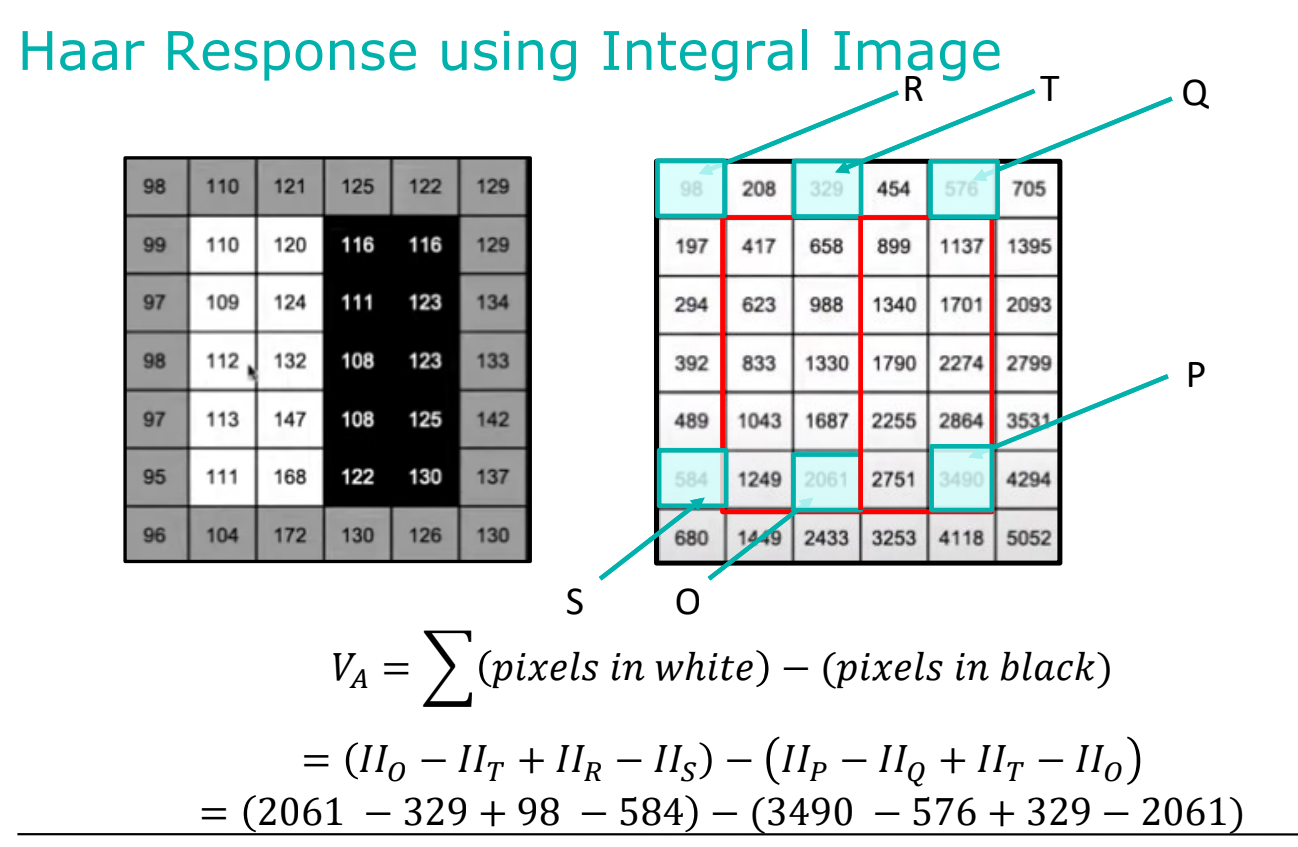 Haar Response using Integral Image
R T Q
98 110 121 125 122 129
99 110 120 116 116 129
97 109 124 111 123 134
98 112 132 108 123 133
97 113 147 108 125 142
95 111 168 122 130 137
96 104 172 130 126 130
98 208 329 454 576 705
197 417 658 899 1137 1395
294 623 988 1340 1701 2093
392 833 1330 1790 2274 2799
489 1043 1687 2255 2864 3531
584 1249 2061 2751 3490 4294
680 1449 2433 3253 4118 5052
P
S O
V_A = ∑(pixels in white) − (pixels in black)
= (II_O − II_T + II_R − II_S) − (II_P − II_Q + II_T − II_O)
= (2061 − 329 + 98 − 584) − (3490 − 576 + 329 − 2061)